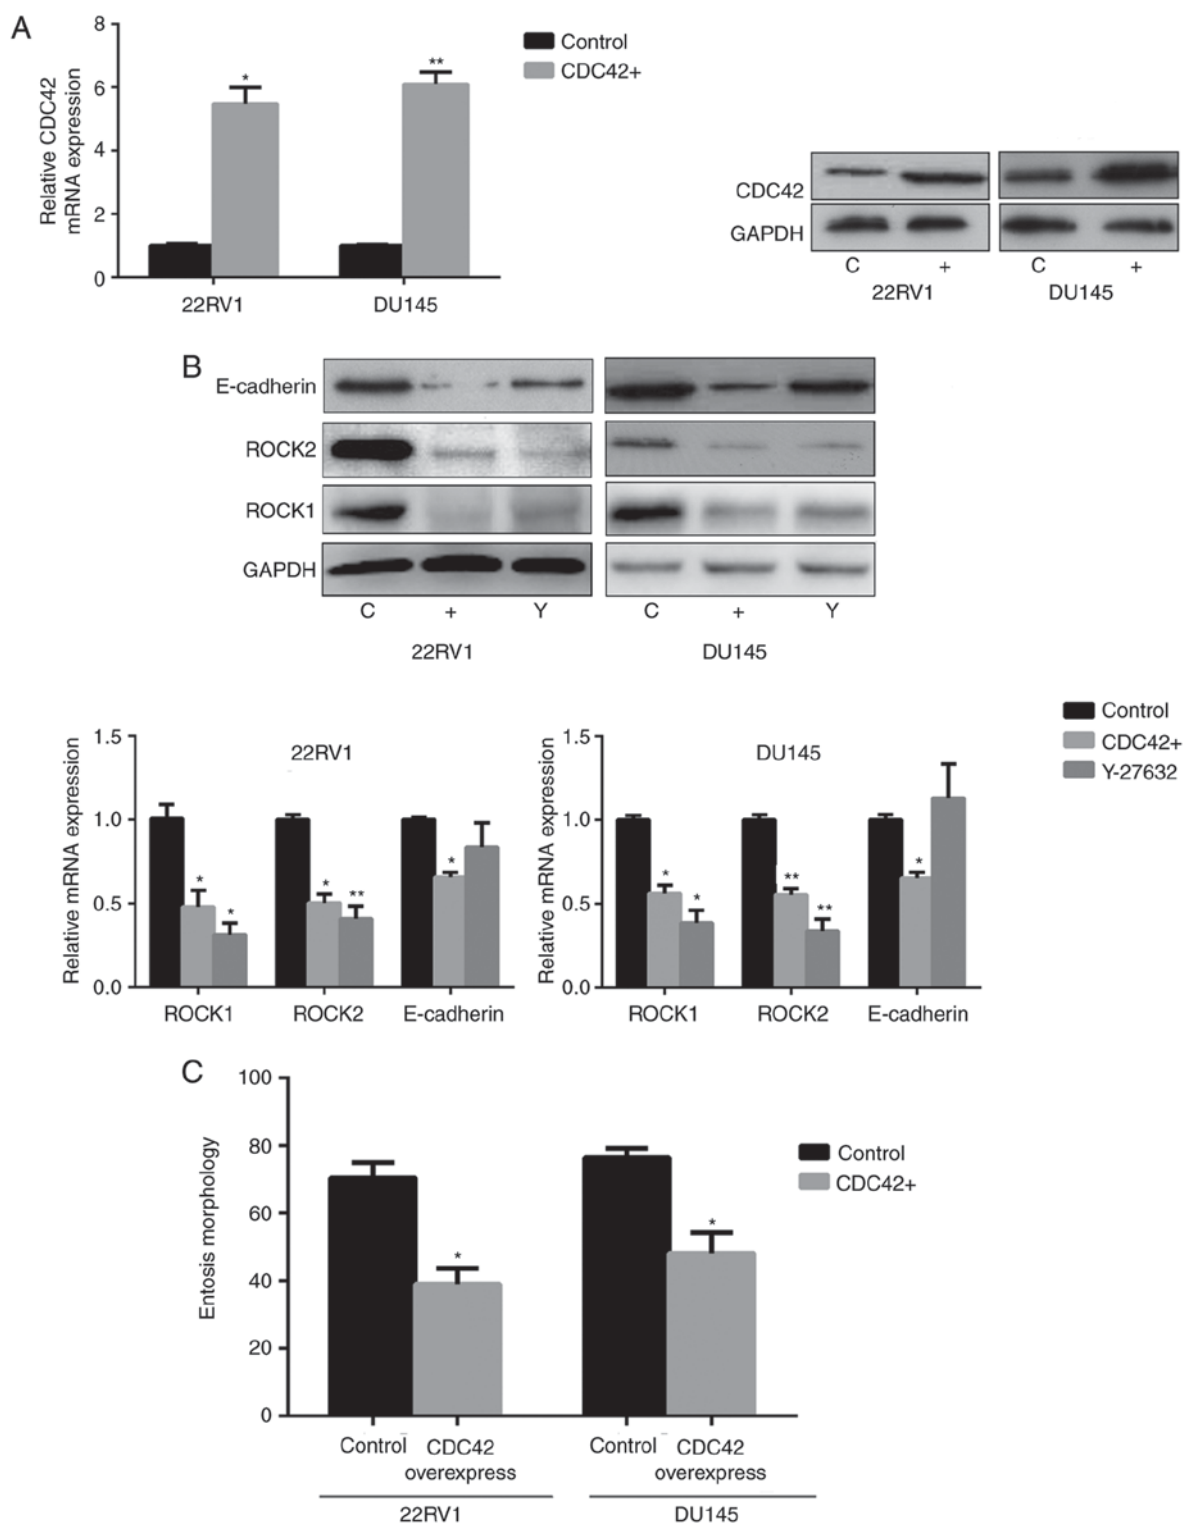 A
8
6
4
2
0
Relative CDC42
mRNA expression
*
**
22RV1
DU145
Control
CDC42+
CDC42
GAPDH
C
+
C
+
22RV1
DU145
B
E-cadherin
ROCK2
ROCK1
GAPDH
C
+
Y
C
+
Y
22RV1
DU145
Relative mRNA expression
1.5
1.0
0.5
0.0
22RV1
*
*
*
**
*
ROCK1
ROCK2
E-cadherin
Relative mRNA expression
1.5
1.0
0.5
0.0
DU145
*
*
**
**
*
ROCK1
ROCK2
E-cadherin
Control
CDC42+
Y-27632
C
Entosis morphology
100
80
60
40
20
0
*
*
Control
CDC42+
Control
CDC42
overexpress
Control
CDC42
overexpress
22RV1
DU145